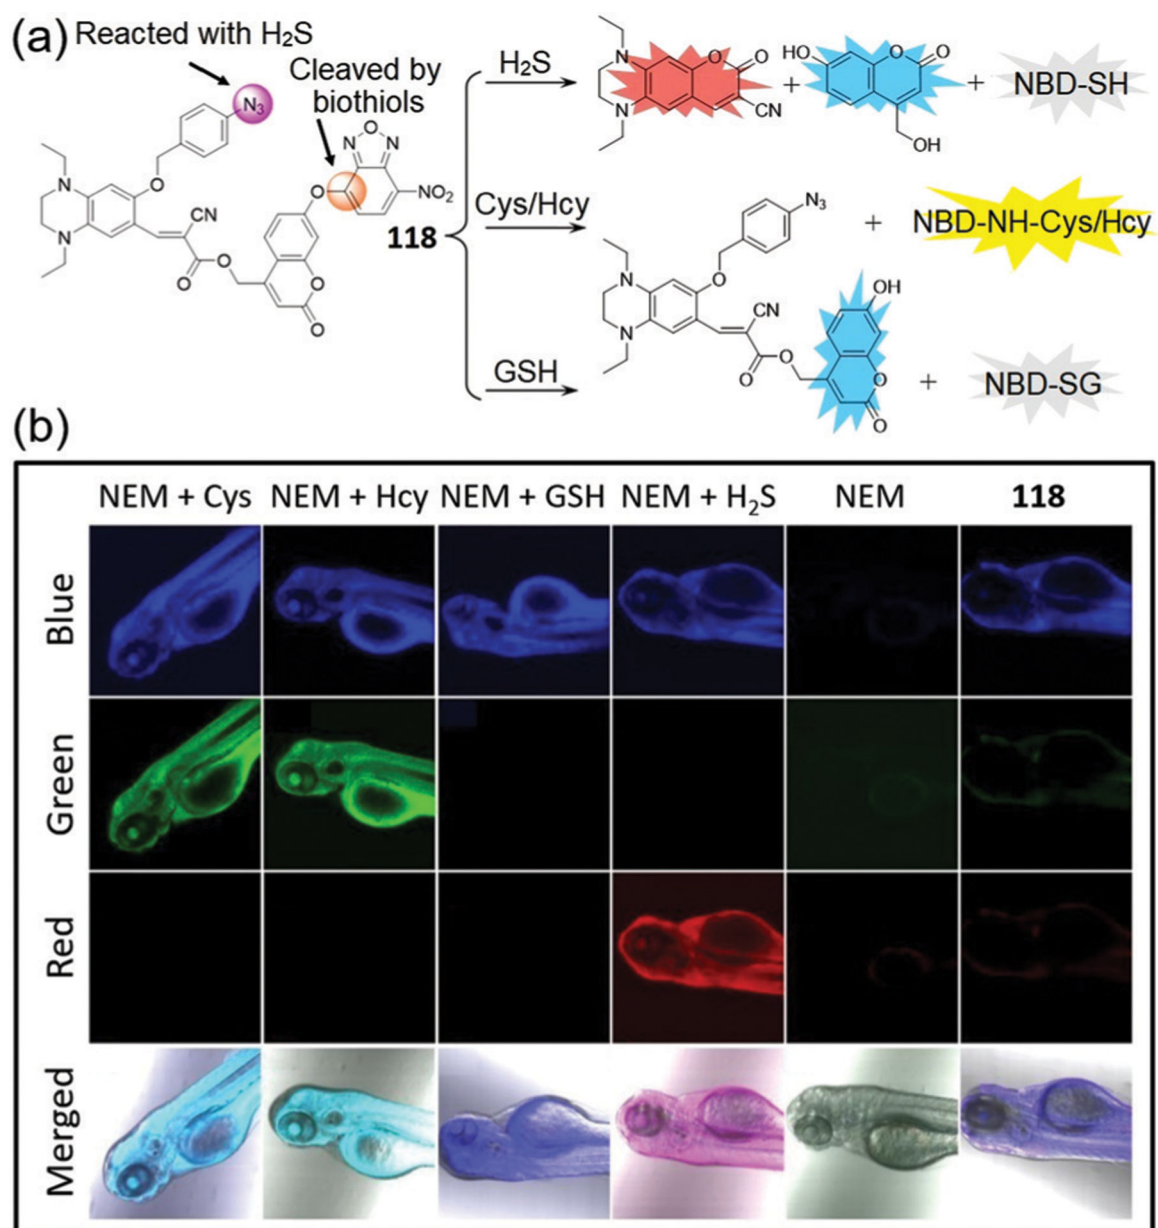 (a)
Reacted with H₂S
Cleaved by
biothiols
N₃
N
N
O
CN
O
O
O
N
O
N
NO₂
O
O
118
H₂S
N
N
O
O
CN
+
HO
O
O
OH
+
NBD-SH
Cys/Hcy
GSH
N₃
N
N
O
CN
O
O
OH
O
O
+
NBD-NH-Cys/Hcy
+
NBD-SG
(b)
NEM + Cys
NEM + Hcy
NEM + GSH
NEM + H₂S
NEM
118
Blue
Green
Red
Merged